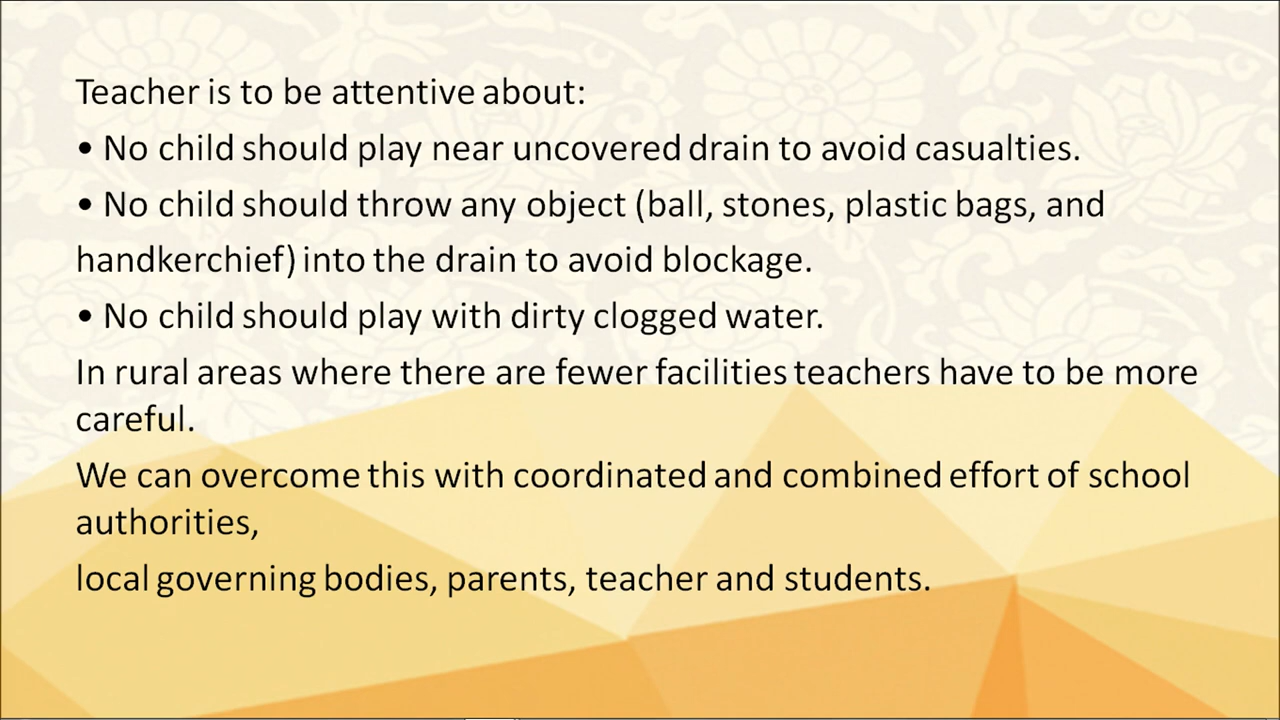 Teacher is to be attentive about:
• No child should play near uncovered drain to avoid casualties.
• No child should throw any object (ball, stones, plastic bags, and
handkerchief) into the drain to avoid blockage.
• No child should play with dirty clogged water.
In rural areas where there are fewer facilities teachers have to be more
careful.
We can overcome this with coordinated and combined effort of school
authorities,
local governing bodies, parents, teacher and students.